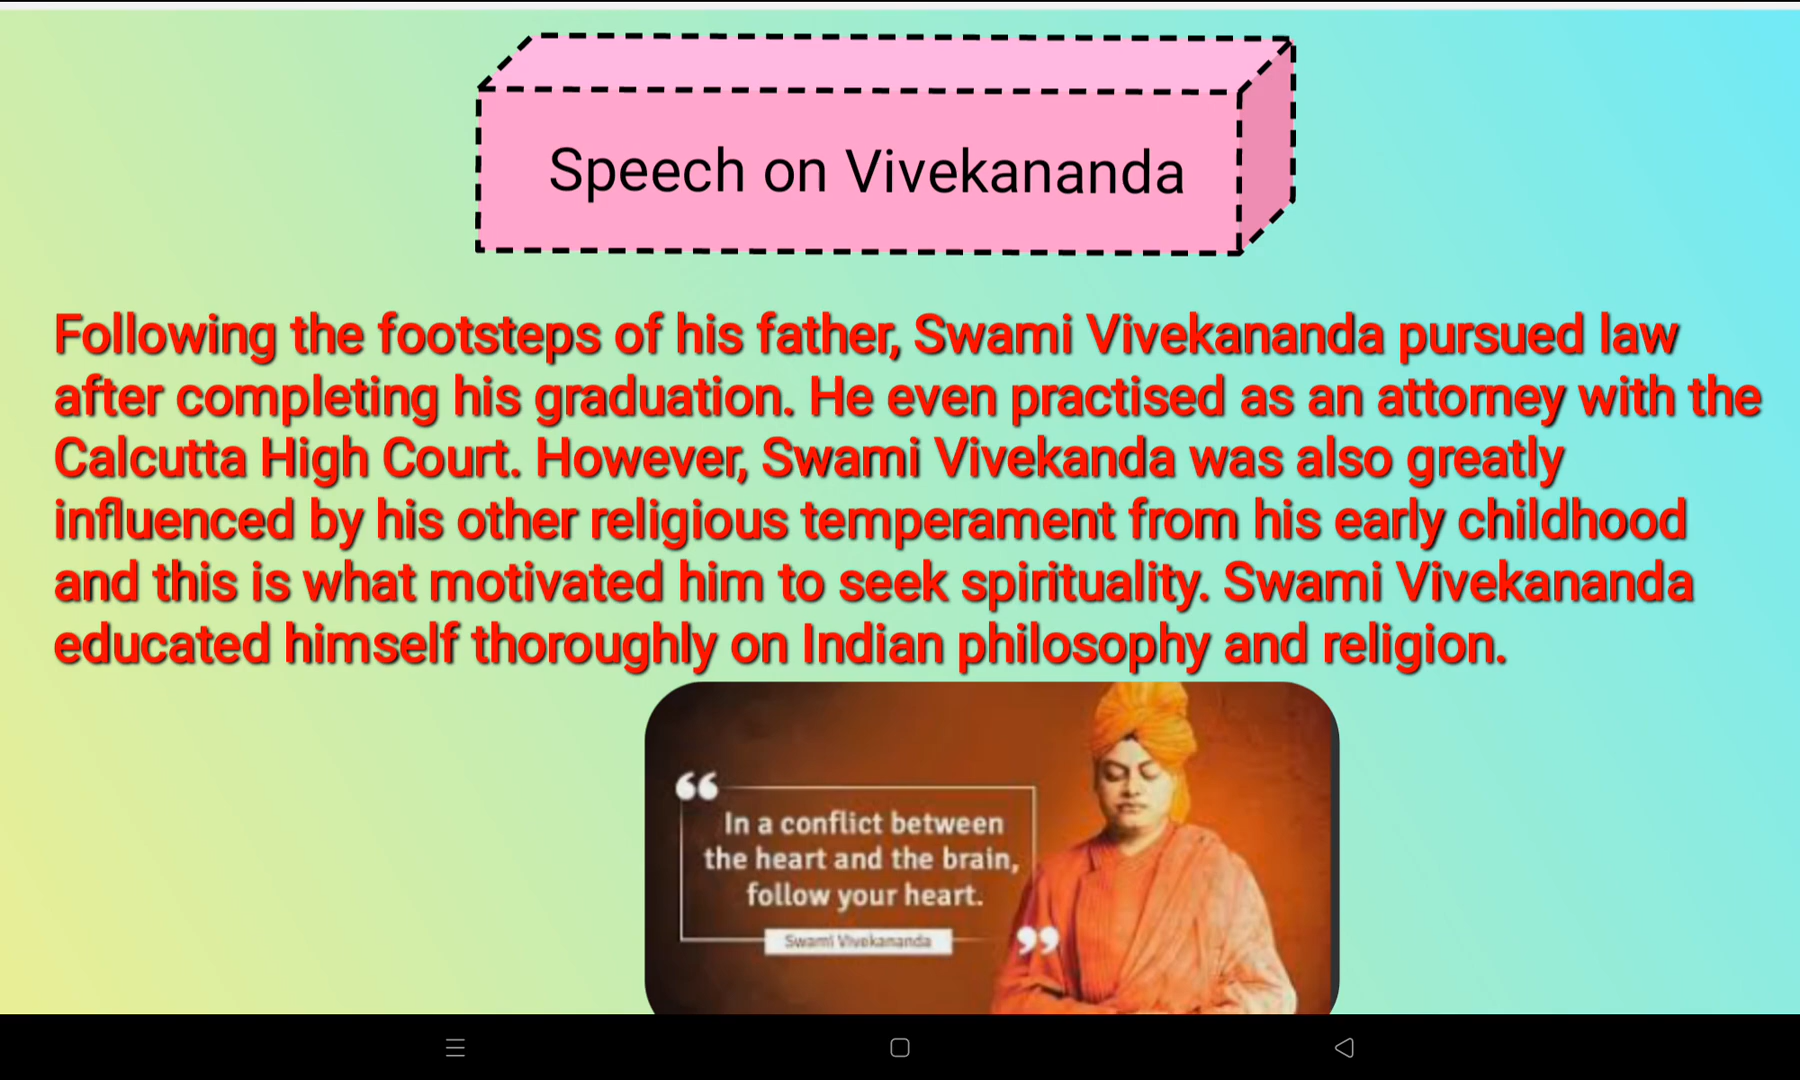 Speech on Vivekananda
Following the footsteps of his father, Swami Vivekananda pursued law
after completing his graduation. He even practised as an attorney with the
Calcutta High Court. However, Swami Vivekanda was also greatly
influenced by his other religious temperament from his early childhood
and this is what motivated him to seek spirituality. Swami Vivekananda
educated himself thoroughly on Indian philosophy and religion.
“In a conflict between
the heart and the brain,
follow your heart.”
Swami Vivekananda